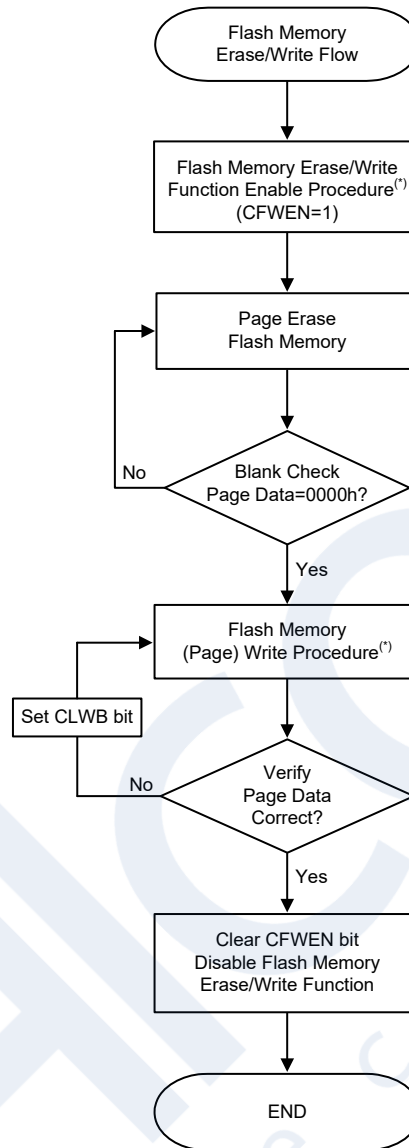 Flash Memory
Erase/Write Flow
Flash Memory Erase/Write
Function Enable Procedure(*)
(CFWEN=1)
Page Erase
Flash Memory
No
Blank Check
Page Data=0000h?
Yes
Flash Memory
(Page) Write Procedure(*)
Set CLWB bit
No
Verify
Page Data
Correct?
Yes
Clear CFWEN bit
Disable Flash Memory
Erase/Write Function
END